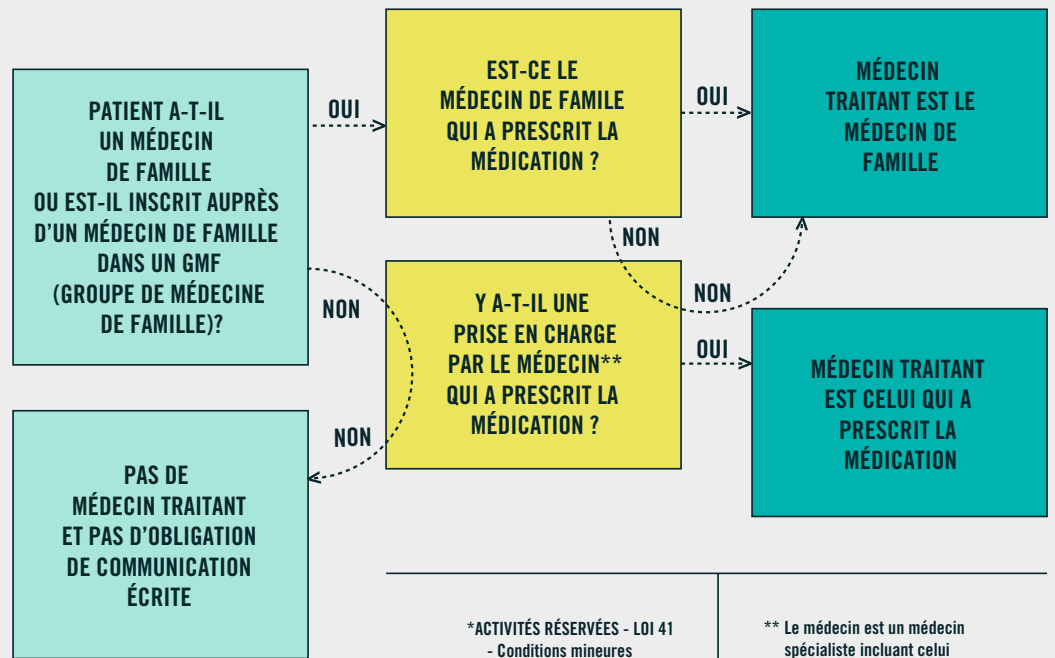 PATIENT A-T-IL
UN MÉDECIN
DE FAMILLE
OU EST-IL INSCRIT AUPRÈS
D'UN MÉDECIN DE FAMILLE
DANS UN GMF
(GROUPE DE MÉDECINE
DE FAMILLE)?
OUI
EST-CE LE
MÉDECIN DE FAMILE
QUI A PRESCRIT LA
MÉDICATION ?
OUI
MÉDECIN
TRAITANT EST LE
MÉDECIN DE
FAMILLE
NON
NON
NON
Y A-T-IL UNE
PRISE EN CHARGE
PAR LE MÉDECIN**
QUI A PRESCRIT LA
MÉDICATION ?
OUI
MÉDECIN TRAITANT
EST CELUI QUI A
PRESCRIT LA
MÉDICATION
NON
PAS DE
MÉDECIN TRAITANT
ET PAS D'OBLIGATION
DE COMMUNICATION
ÉCRITE
*ACTIVITÉS RÉSERVÉES - LOI 41
- Conditions mineures
** Le médecin est un médecin
spécialiste incluant celui